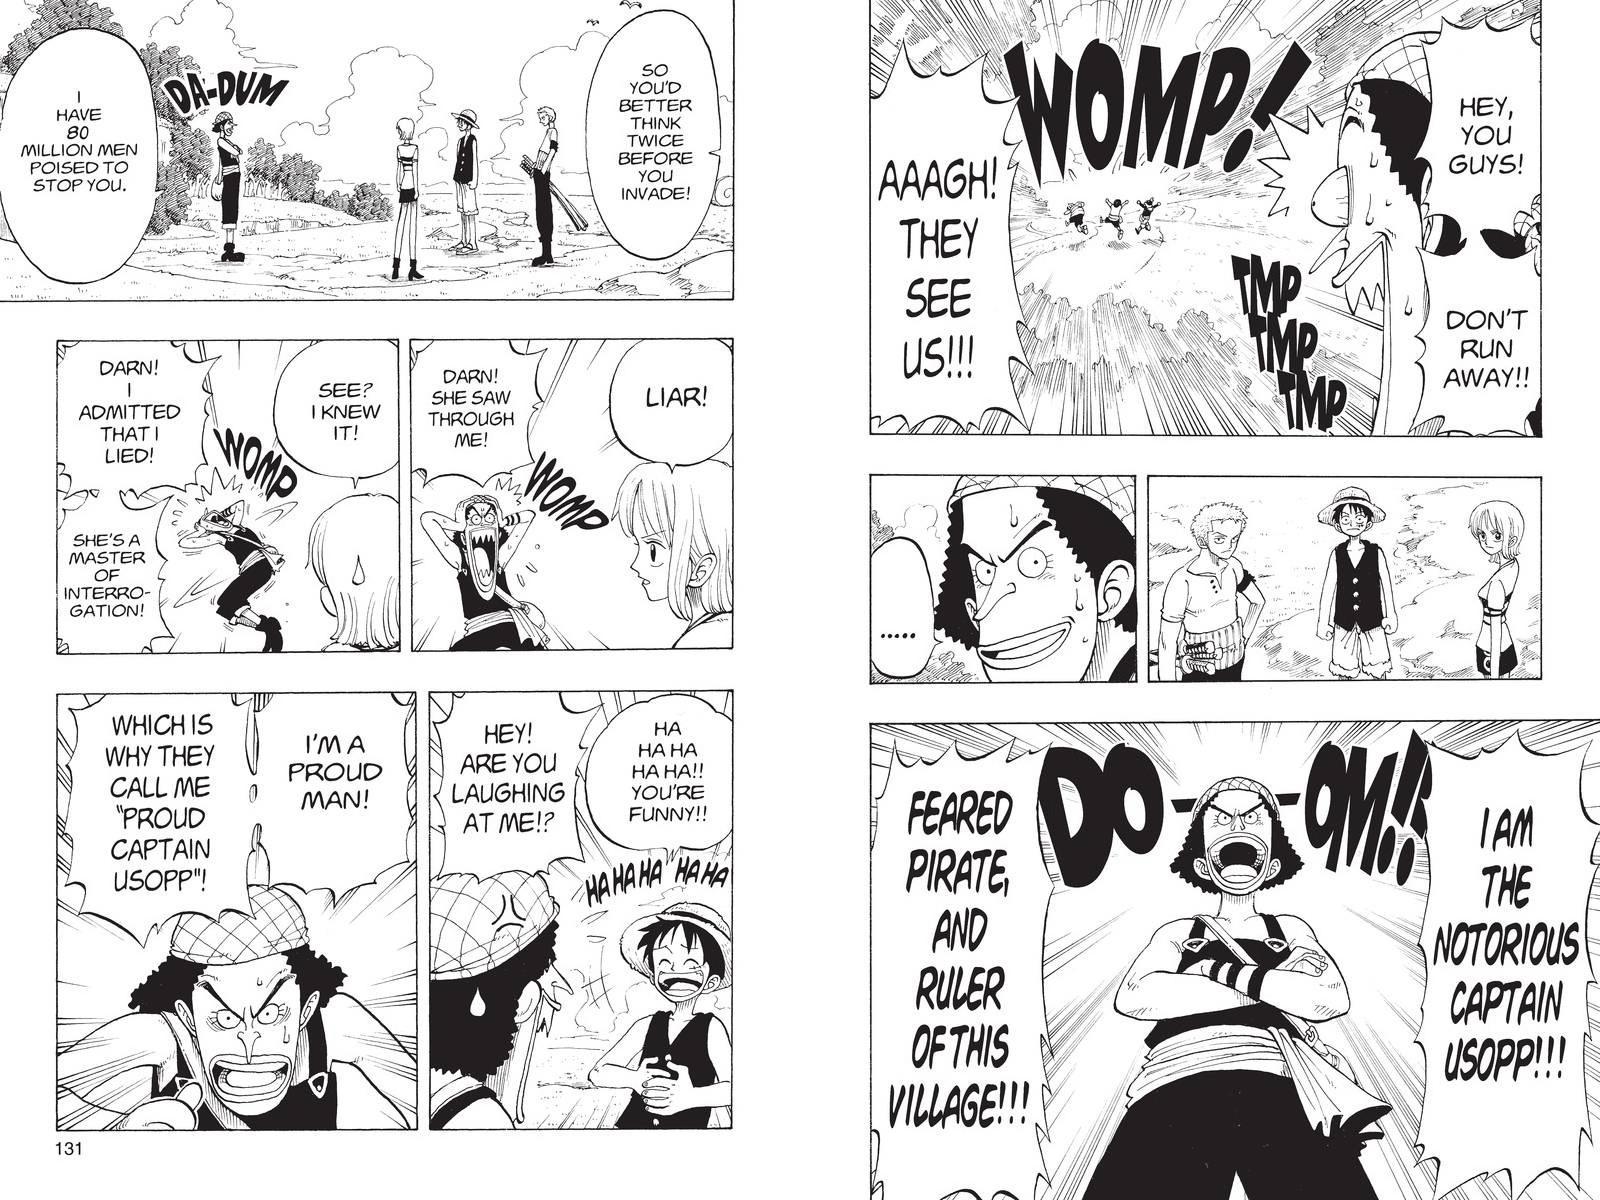 HEY,
YOU
GUYS!
DON'T
RUN
AWAY!!
WOMP!
TMP
TMP
TMP
AAAGH!
THEY
SEE
US!!!
.....
I AM
THE
NOTORIOUS
CAPTAIN
USOPP!!!
DO-OM!!
FEARED
PIRATE,
AND
RULER
OF THIS
VILLAGE!!!
SO
YOU'D
BETTER
THINK
TWICE
BEFORE
YOU
INVADE!
DA-DUM
I
HAVE
80
MILLION MEN
POISED TO
STOP YOU.
LIAR!
DARN!
SHE SAW
THROUGH
ME!
WOMP
SEE?
I KNEW
IT!
WOMP
DARN!
I
ADMITTED
THAT I
LIED!
SHE'S A
MASTER
OF
INTERRO-
GATION!
HA
HA HA
HA HA!!
YOU'RE
FUNNY!!
HA HA HA HA HA
HEY!
ARE YOU
LAUGHING
AT ME!?
I'M A
PROUD
MAN!
WHICH IS
WHY THEY
CALL ME
"PROUD
CAPTAIN
USOPP"!
131